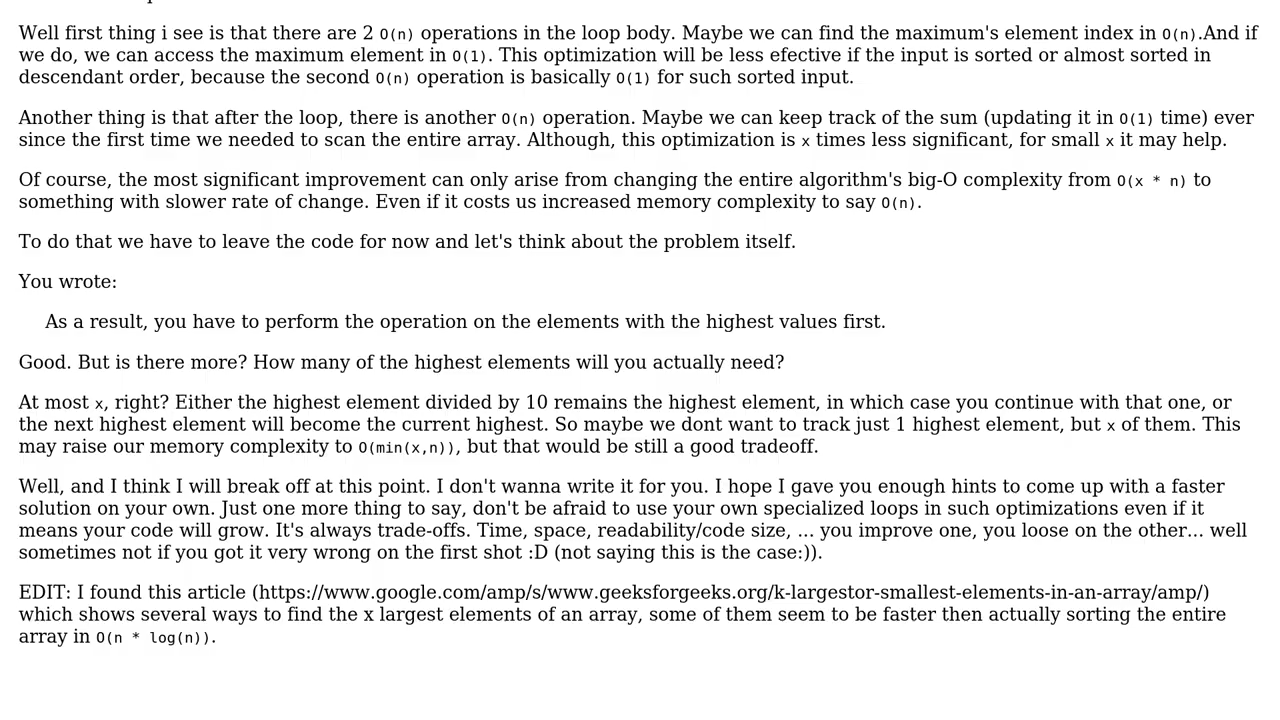 Well first thing i see is that there are 2 O(n) operations in the loop body. Maybe we can find the maximum's element index in O(n).And if
we do, we can access the maximum element in O(1). This optimization will be less efective if the input is sorted or almost sorted in
descendant order, because the second O(n) operation is basically O(1) for such sorted input.
Another thing is that after the loop, there is another O(n) operation. Maybe we can keep track of the sum (updating it in O(1) time) ever
since the first time we needed to scan the entire array. Although, this optimization is x times less significant, for small x it may help.
Of course, the most significant improvement can only arise from changing the entire algorithm's big-O complexity from O(x * n) to
something with slower rate of change. Even if it costs us increased memory complexity to say O(n).
To do that we have to leave the code for now and let's think about the problem itself.
You wrote:
As a result, you have to perform the operation on the elements with the highest values first.
Good. But is there more? How many of the highest elements will you actually need?
At most x, right? Either the highest element divided by 10 remains the highest element, in which case you continue with that one, or
the next highest element will become the current highest. So maybe we dont want to track just 1 highest element, but x of them. This
may raise our memory complexity to O(min(x,n)), but that would be still a good tradeoff.
Well, and I think I will break off at this point. I don't wanna write it for you. I hope I gave you enough hints to come up with a faster
solution on your own. Just one more thing to say, don't be afraid to use your own specialized loops in such optimizations even if it
means your code will grow. It's always trade-offs. Time, space, readability/code size, ... you improve one, you loose on the other... well
sometimes not if you got it very wrong on the first shot :D (not saying this is the case:)).
EDIT: I found this article (https://www.google.com/amp/s/www.geeksforgeeks.org/k-largestor-smallest-elements-in-an-array/amp/)
which shows several ways to find the x largest elements of an array, some of them seem to be faster then actually sorting the entire
array in O(n * log(n)).